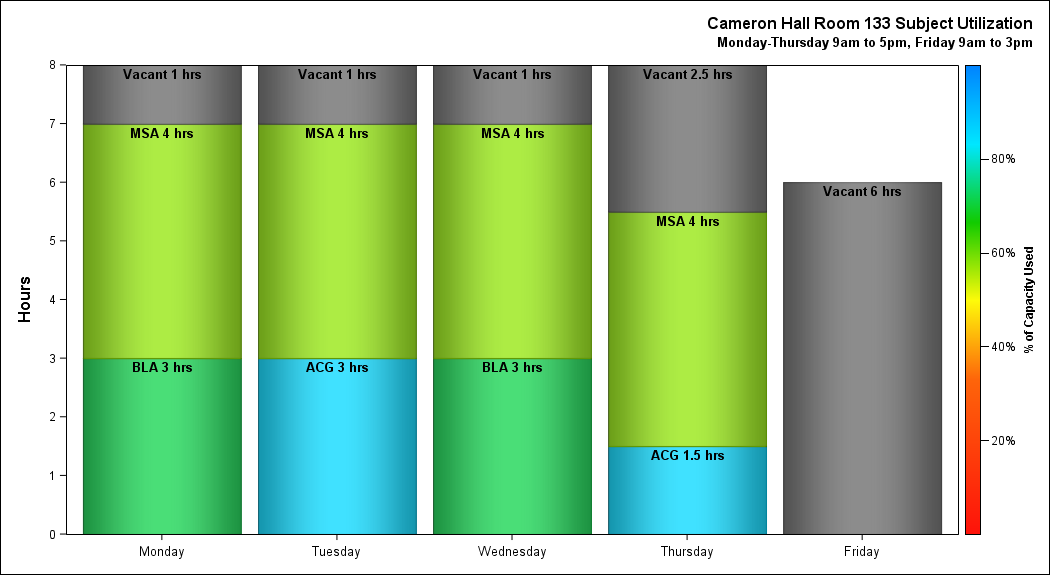 Cameron Hall Room 133 Subject Utilization
Monday-Thursday 9am to 5pm, Friday 9am to 3pm
Hours
8
7
6
5
4
3
2
1
0
Vacant 1 hrs
MSA 4 hrs
BLA 3 hrs
Vacant 1 hrs
MSA 4 hrs
ACG 3 hrs
Vacant 1 hrs
MSA 4 hrs
BLA 3 hrs
Vacant 2.5 hrs
MSA 4 hrs
ACG 1.5 hrs
Vacant 6 hrs
Monday
Tuesday
Wednesday
Thursday
Friday
80%
60%
40%
20%
% of Capacity Used